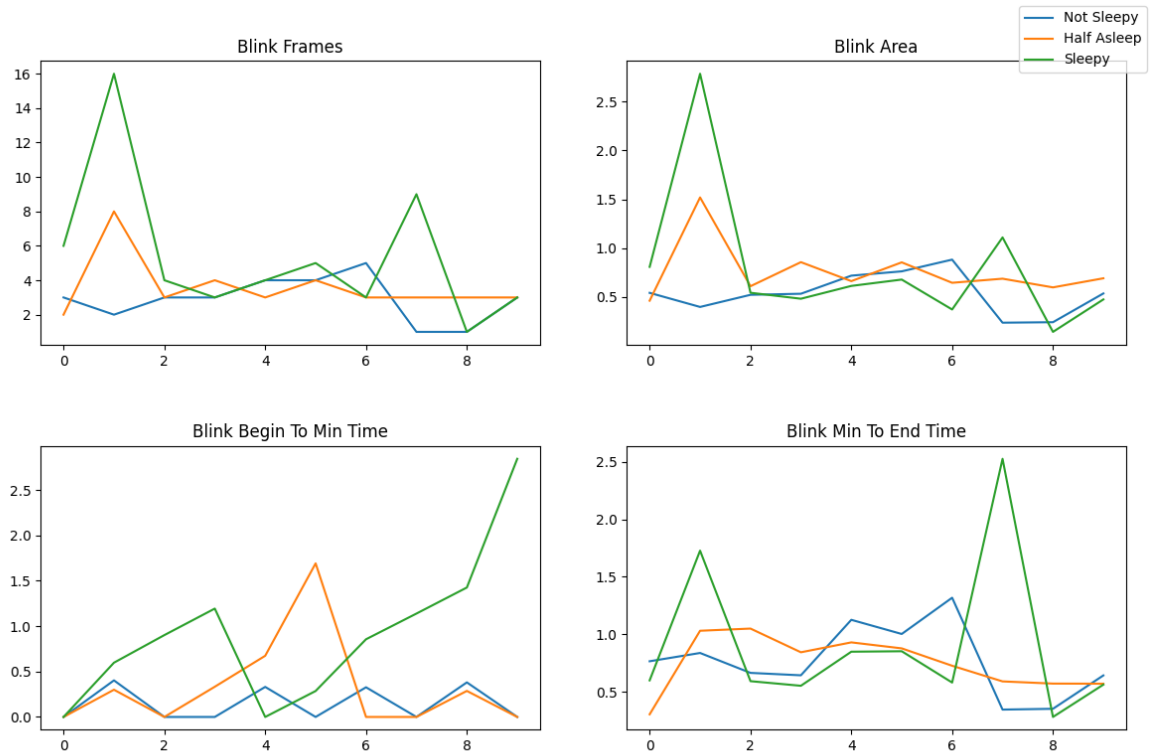 Not Sleepy
Half Asleep
Sleepy
Blink Frames
16
14
12
10
8
6
4
2
0 2 4 6 8
Blink Area
2.5
2.0
1.5
1.0
0.5
0 2 4 6 8
Blink Begin To Min Time
2.5
2.0
1.5
1.0
0.5
0.0
0 2 4 6 8
Blink Min To End Time
2.5
2.0
1.5
1.0
0.5
0 2 4 6 8